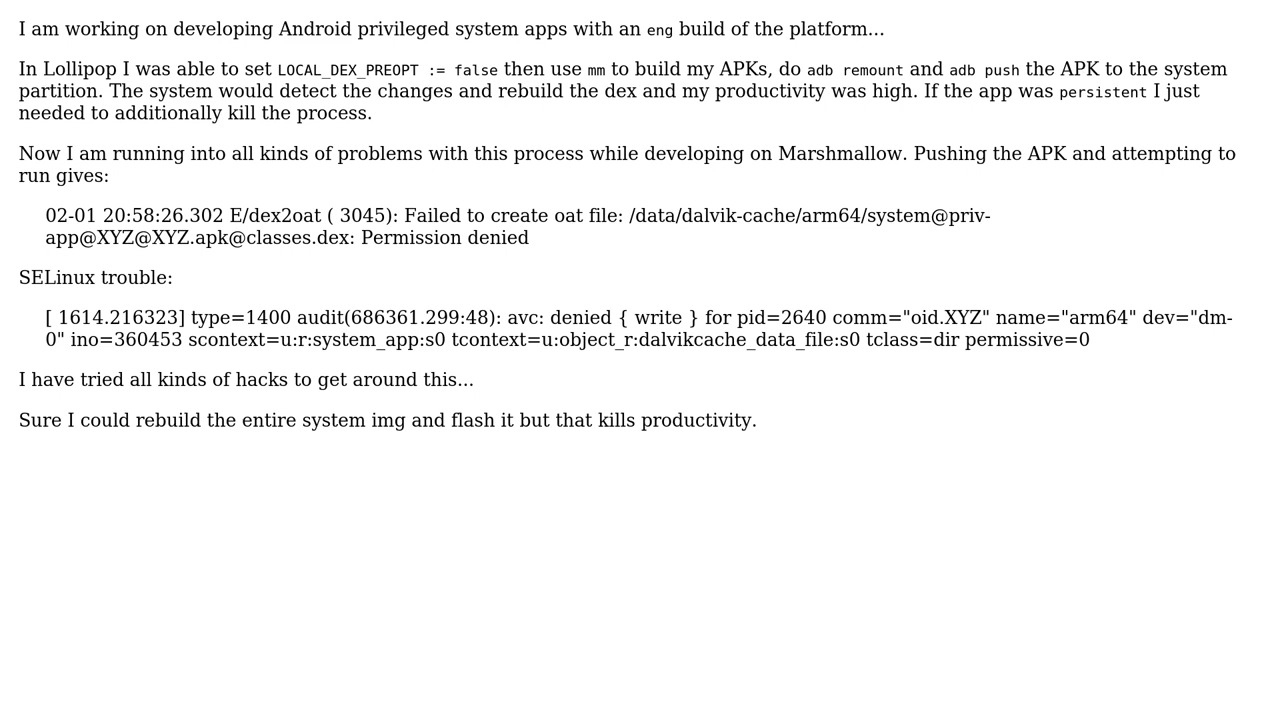 I am working on developing Android privileged system apps with an eng build of the platform...
In Lollipop I was able to set LOCAL_DEX_PREOPT := false then use mm to build my APKs, do adb remount and adb push the APK to the system
partition. The system would detect the changes and rebuild the dex and my productivity was high. If the app was persistent I just
needed to additionally kill the process.
Now I am running into all kinds of problems with this process while developing on Marshmallow. Pushing the APK and attempting to
run gives:
02-01 20:58:26.302 E/dex2oat ( 3045): Failed to create oat file: /data/dalvik-cache/arm64/system@priv-
app@XYZ@XYZ.apk@classes.dex: Permission denied
SELinux trouble:
[ 1614.216323] type=1400 audit(686361.299:48): avc: denied { write } for pid=2640 comm="oid.XYZ" name="arm64" dev="dm-
0" ino=360453 scontext=u:r:system_app:s0 tcontext=u:object_r:dalvikcache_data_file:s0 tclass=dir permissive=0
I have tried all kinds of hacks to get around this...
Sure I could rebuild the entire system img and flash it but that kills productivity.